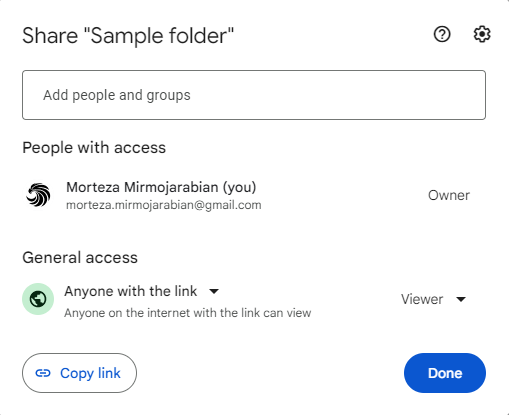 Share "Sample folder"
Add people and groups
People with access
Morteza Mirmojarabian (you)
morteza.mirmojarabian@gmail.com
Owner
General access
Anyone with the link
Anyone on the internet with the link can view
Viewer
Copy link
Done